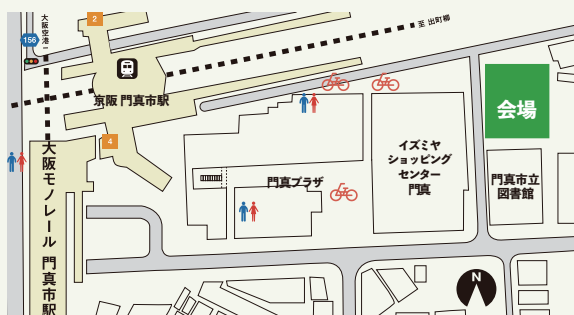 大阪空港
2
至 出町柳
156
京阪 門真市駅
会場
4
イズミヤ
ショッピング
センター
門真
門真市立
図書館
門真プラザ
大阪モノレール 門真市駅
N